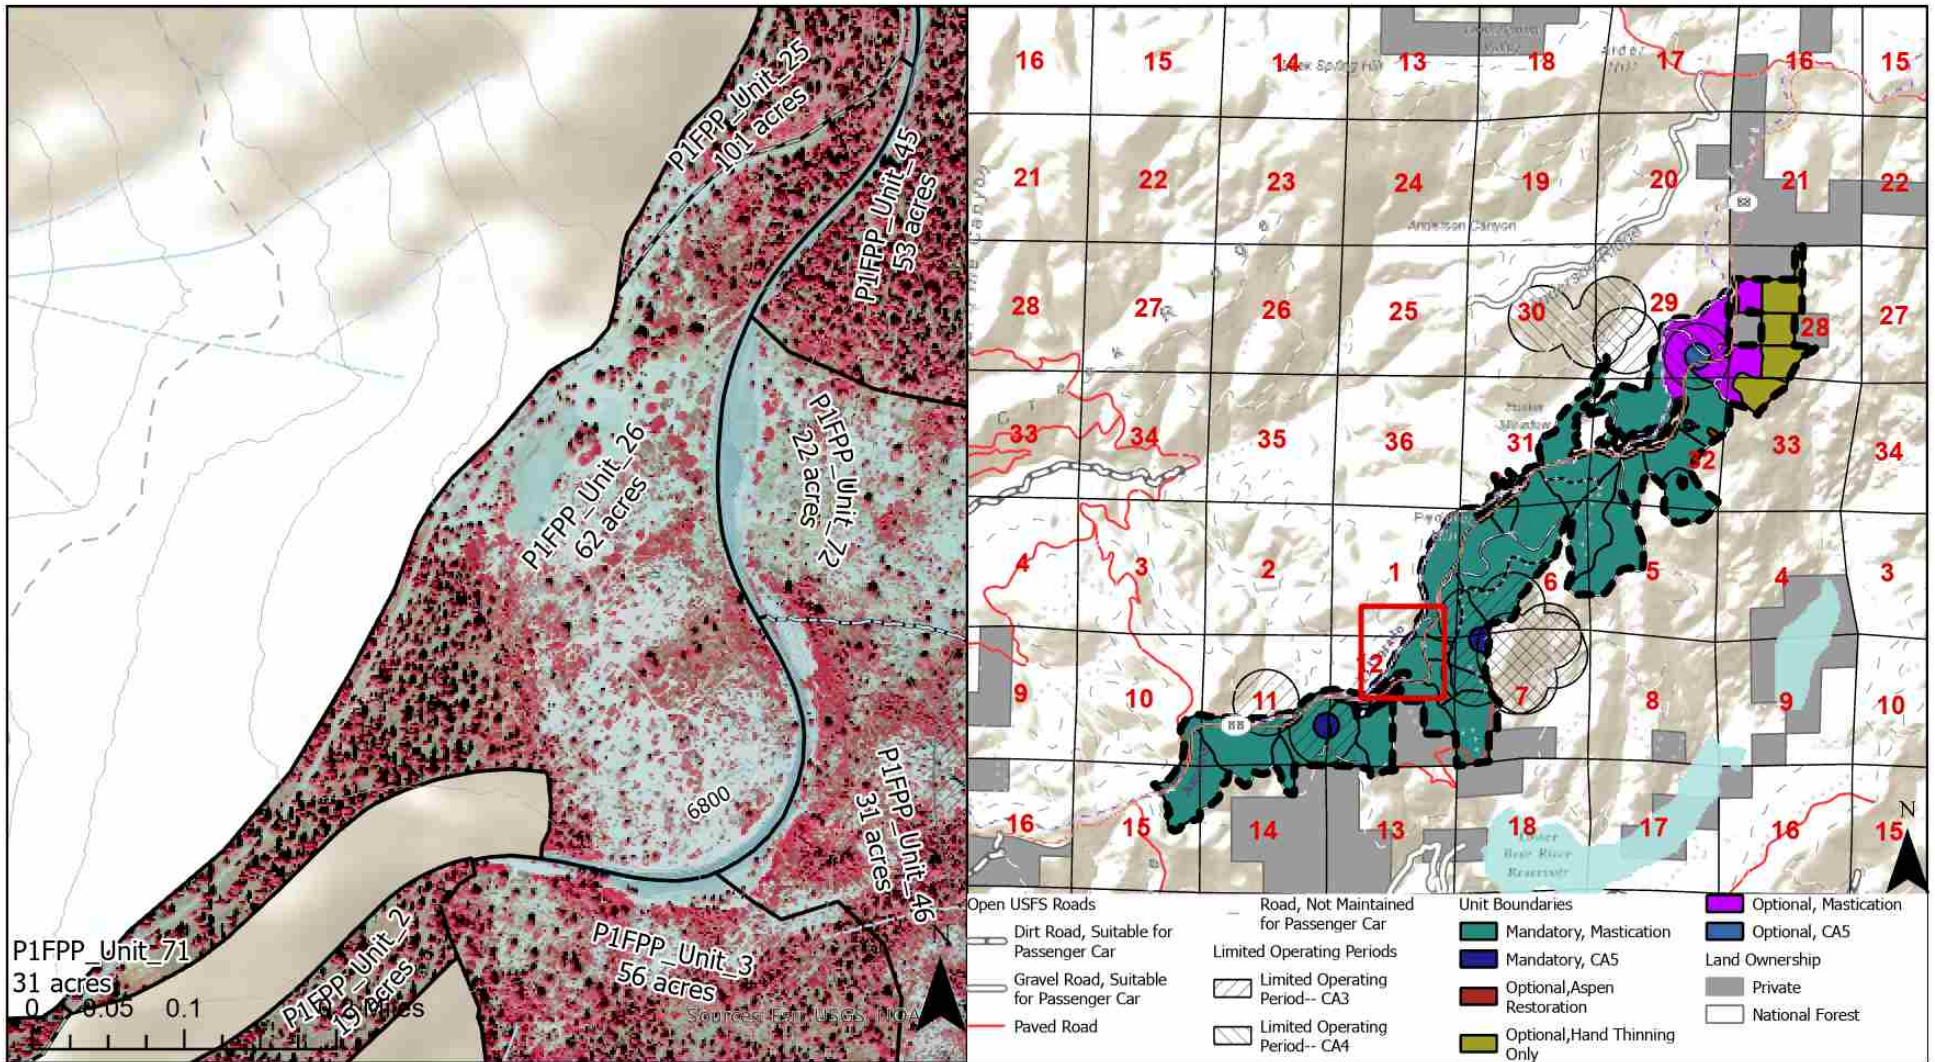 P1FPP_Unit_25
101 acres
P1FPP_Unit_45
53 acres
P1FPP_Unit_26
62 acres
P1FPP_Unit_72
22 acres
6800
P1FPP_Unit_46
31 acres
P1FPP_Unit_3
56 acres
P1FPP_Unit_2
19 acres
P1FPP_Unit_71
31 acres
0 0.05 0.1
Miles
N
16 15 14 13 18 17 16 15
21 22 23 24 19 20 21 22
Anderson Canyon
88
28 27 26 25 30 29 28 27
33 34 35 36 31 32 33 34
4 3 2 1 6 5 4 3
9 10 11 12 7 8 9 10
88
16 15 14 13 18 17 16 15
Bear River
Reservoir
N
Open USFS Roads
Dirt Road, Suitable for
Passenger Car
Gravel Road, Suitable
for Passenger Car
Paved Road
Road, Not Maintained
for Passenger Car
Limited Operating Periods
Limited Operating
Period-- CA3
Limited Operating
Period-- CA4
Unit Boundaries
Mandatory, Mastication
Mandatory, CA5
Optional,Aspen
Restoration
Optional,Hand Thinning
Only
Optional, Mastication
Optional, CA5
Land Ownership
Private
National Forest